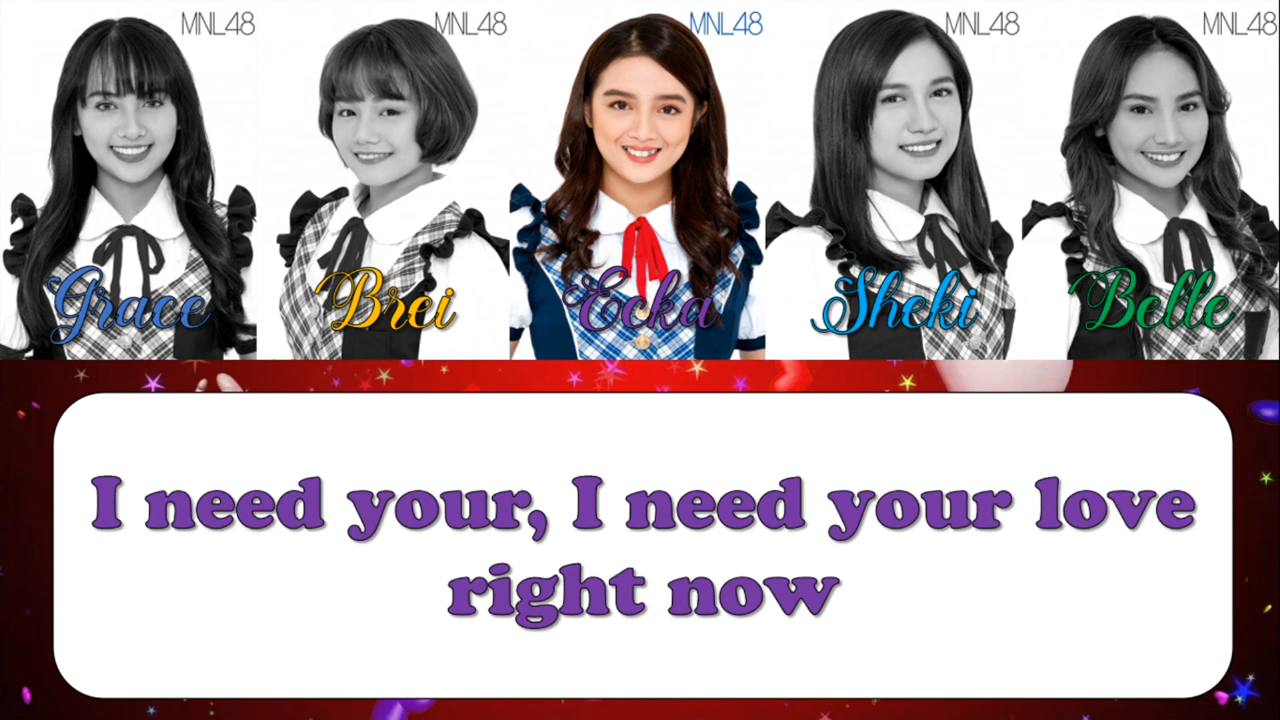 MNL48 MNL48 MNL48 MNL48 MNL48
Grace Brei Ecka Sheki Belle
I need your, I need your love
right now